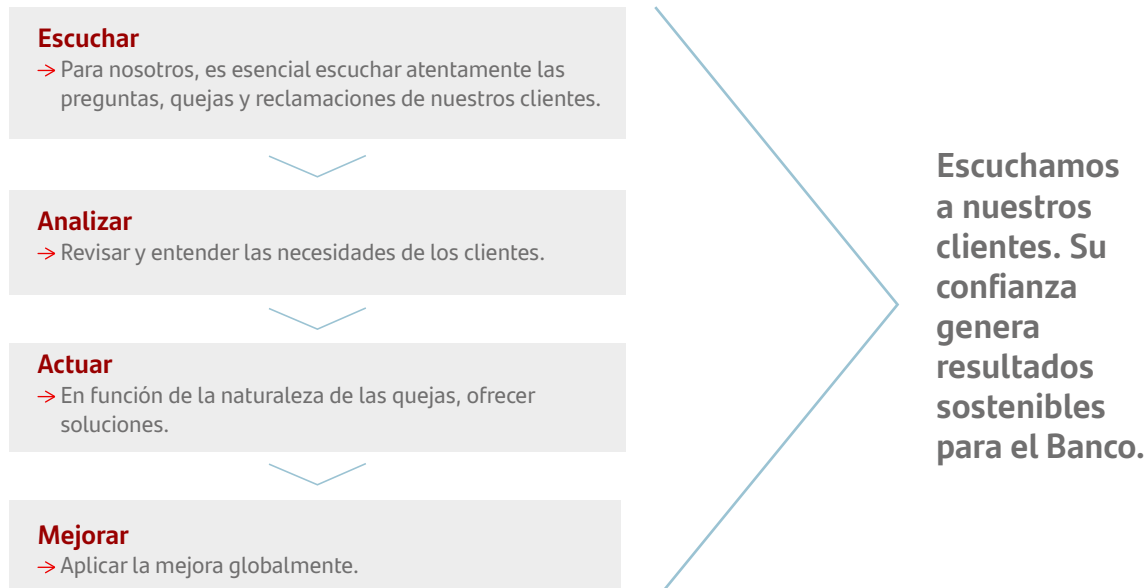 Escuchar
→ Para nosotros, es esencial escuchar atentamente las
preguntas, quejas y reclamaciones de nuestros clientes.
Analizar
→ Revisar y entender las necesidades de los clientes.
Actuar
→ En función de la naturaleza de las quejas, ofrecer
soluciones.
Mejorar
→ Aplicar la mejora globalmente.
Escuchamos
a nuestros
clientes. Su
confianza
genera
resultados
sostenibles
para el Banco.